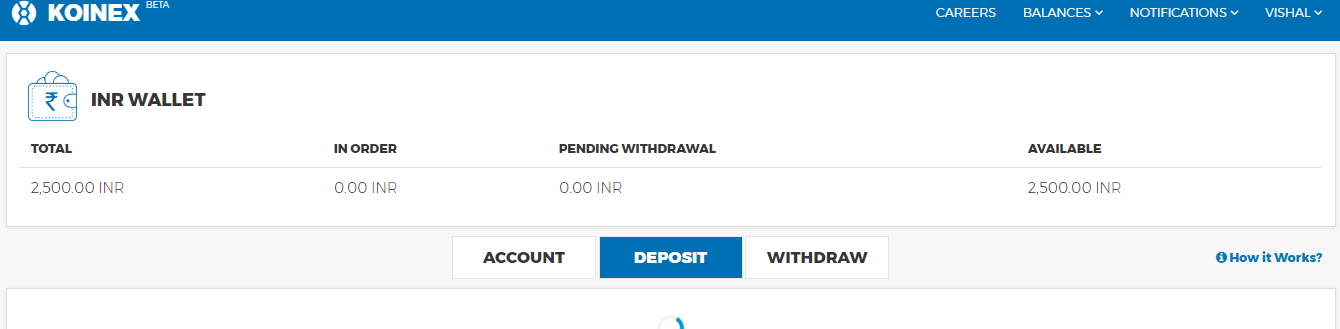 KOINEX BETA CAREERS BALANCES NOTIFICATIONS VISHAL
₹ INR WALLET
TOTAL IN ORDER PENDING WITHDRAWAL AVAILABLE
2,500.00 INR 0.00 INR 0.00 INR 2,500.00 INR
ACCOUNT DEPOSIT WITHDRAW How it Works?